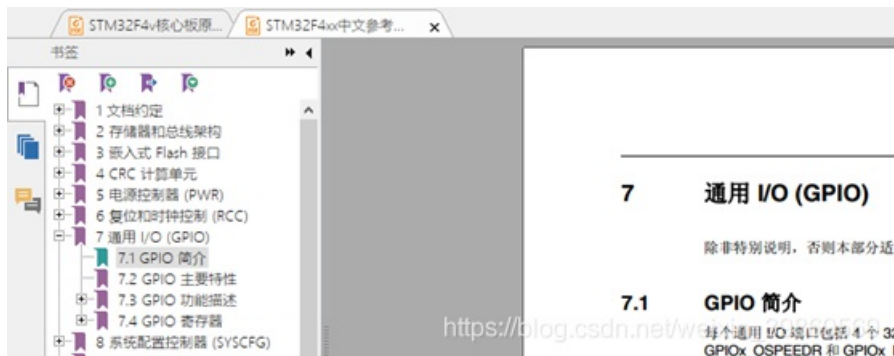 STM32F4v核心板原...
STM32F4xx中文参考...
书签
1 文档约定
2 存储器和总线架构
3 嵌入式 Flash 接口
4 CRC 计算单元
5 电源控制器 (PWR)
6 复位和时钟控制 (RCC)
7 通用 I/O (GPIO)
7.1 GPIO 简介
7.2 GPIO 主要特性
7.3 GPIO 功能描述
7.4 GPIO 寄存器
8 系统配置控制器 (SYSCFG)
7 通用 I/O (GPIO)
除非特别说明，否则本部分适
7.1 GPIO 简介
每个通用 I/O 端口包括 4 个 32
GPIOx_OSPEEDR 和 GPIOx_
https://blog.csdn.net/